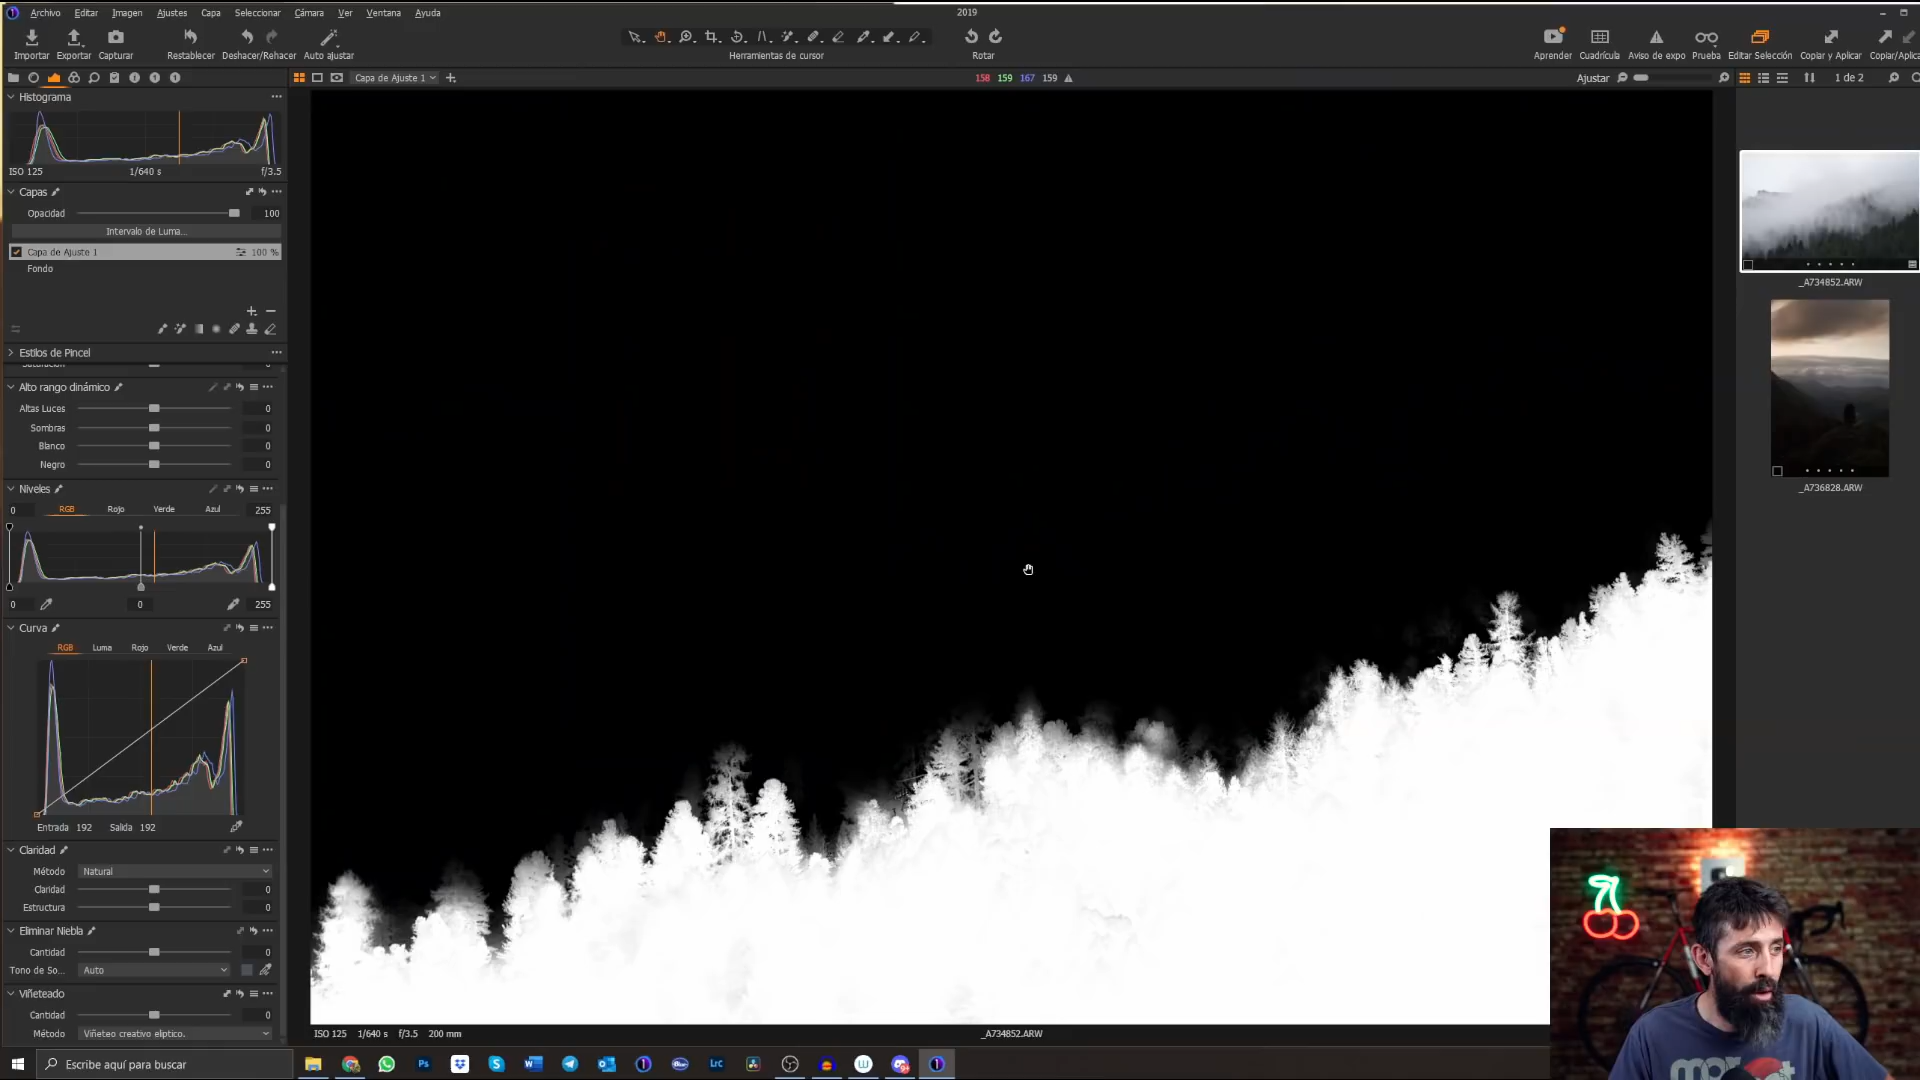 Archivo Editar Imagen Ajustes Capa Seleccionar Cámara Ver Ventana Ayuda
2019
Importar Exportar Capturar Restablecer Deshacer/Rehacer Auto ajustar
Herramientas de cursor
Rotar
Aprender Cuadrícula Aviso de expo Prueba Editar Selección Copiar y Aplicar
Capa de Ajuste 1
158 159 167 159
Ajustar
1 de 2
Histograma
ISO 125 1/640 s f/3.5
Capas
Opacidad 100
Intervalo de Luma...
Capa de Ajuste 1 100 %
Fondo
Estilos de Pincel
Alto rango dinámico
Altas Luces 0
Sombras 0
Blanco 0
Negro 0
Niveles
0 RGB Rojo Verde Azul 255
0 0 255
Curva
RGB Luma Rojo Verde Azul
Entrada 192 Salida 192
Claridad
Método Natural
Claridad 0
Estructura 0
Eliminar Niebla
Cantidad 0
Tono de So... Auto
Viñeteado
Cantidad 0
Método Viñeteo creativo elíptico.
ISO 125 1/640 s f/3.5 200 mm
_A734852.ARW
_A734852.ARW
_A736828.ARW
Escribe aquí para buscar
Ps
Lrc